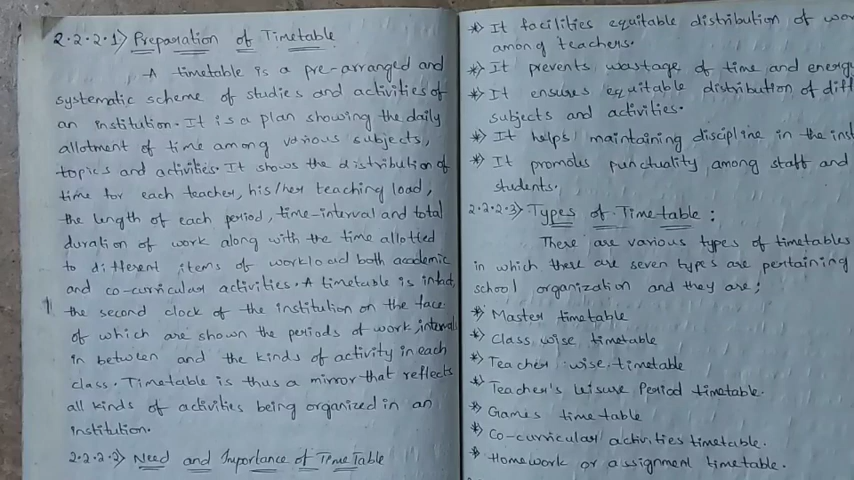 2.2.2.1) Preparation of Timetable
A timetable is a pre-arranged and
systematic scheme of studies and activities of
an institution. It is a plan showing the daily
allotment of time among various subjects,
topics and activities. It shows the distribution of
time for each teacher, his/her teaching load,
the length of each period, time-interval and total
duration of work along with the time allotted
to different items of workload both academic
and co-curricular activities. A timetable is infact,
the second clock of the institution on the face
of which are shown the periods of work, interval
in between and the kinds of activity in each
class. Timetable is thus a mirror that reflects
all kinds of activities being organized in an
institution.
2.2.2.2) Need and Importance of Time Table
* It facilities equitable distribution of wor
among teachers.
* It prevents wastage of time and energy
* It ensures equitable distribution of diff
subjects and activities.
* It helps maintaining discipline in the inst
* It promotes punctuality among staff and
students.
2.2.2.3) Types of Timetable:
There are various types of timetables
in which there are seven types are pertaining
school organization and they are;
* Master timetable
* Class wise timetable
* Teacher wise timetable
* Teacher's leisure Period timetable.
* Games time table
* Co-curricular activities timetable.
* Homework or assignment timetable.